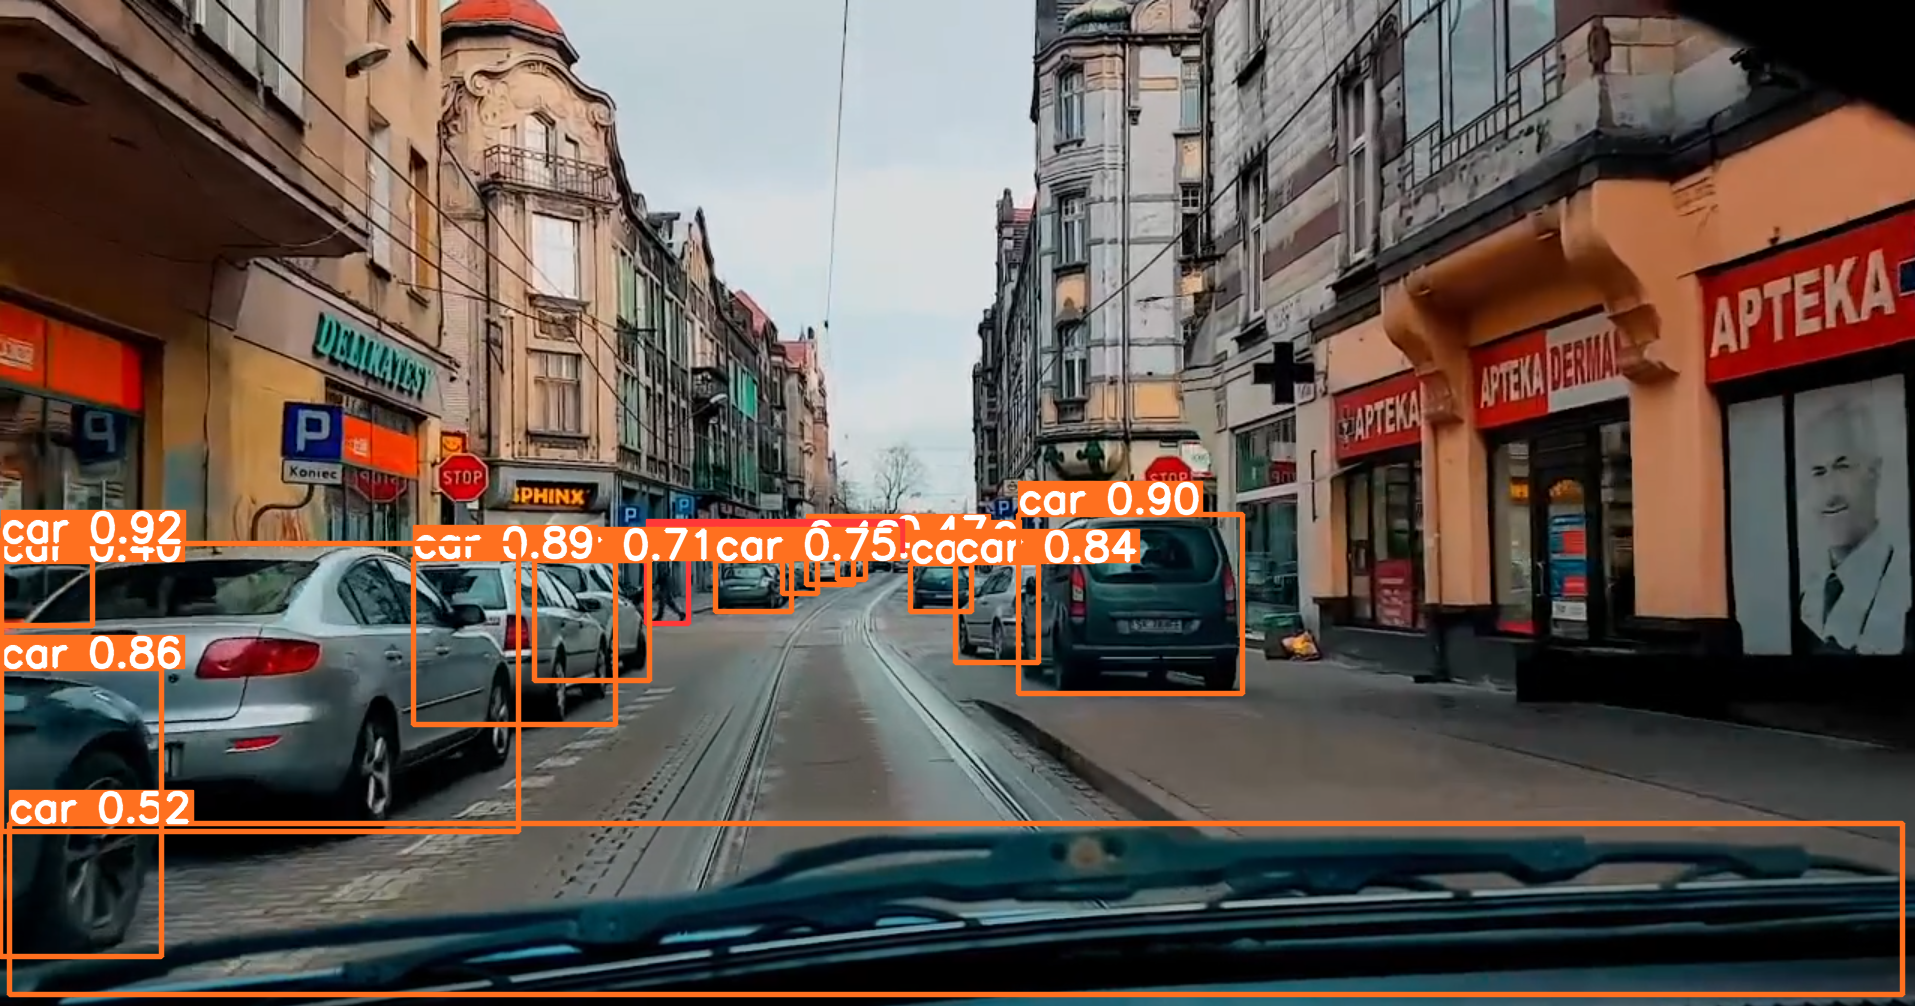 DELIKATESY
P
Koniec
STOP
SPHINX
P
P
P
STOP
APTEKA
APTEKA DERMA
APTEKA
car 0.92
car 0.89
0.71
car 0.75
car 0.84
car 0.90
car 0.86
car 0.52